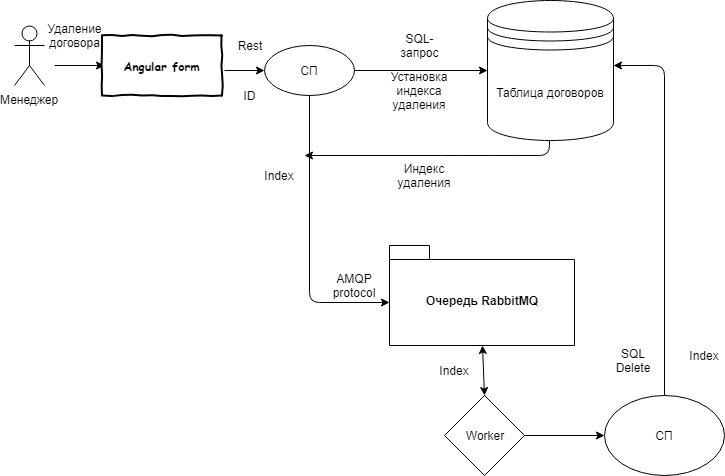 Удаление
договора
Менеджер
Angular form
Rest
ID
СП
SQL-
запрос
Установка
индекса
удаления
Таблица договоров
Index
Индекс
удаления
AMQP
protocol
Очередь RabbitMQ
Index
Worker
SQL
Delete
Index
СП